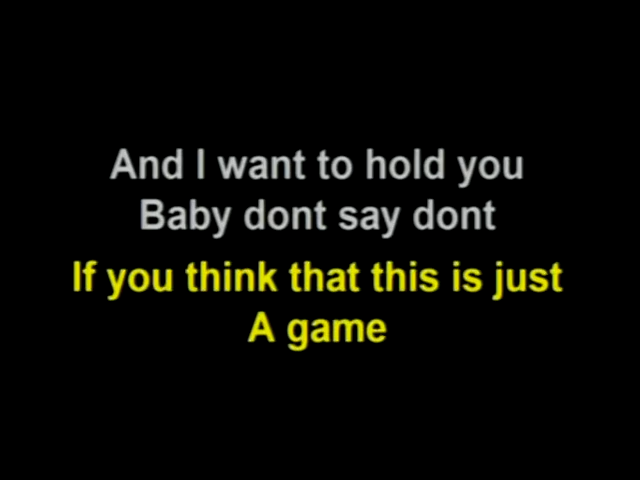 And I want to hold you
Baby dont say dont
If you think that this is just
A game